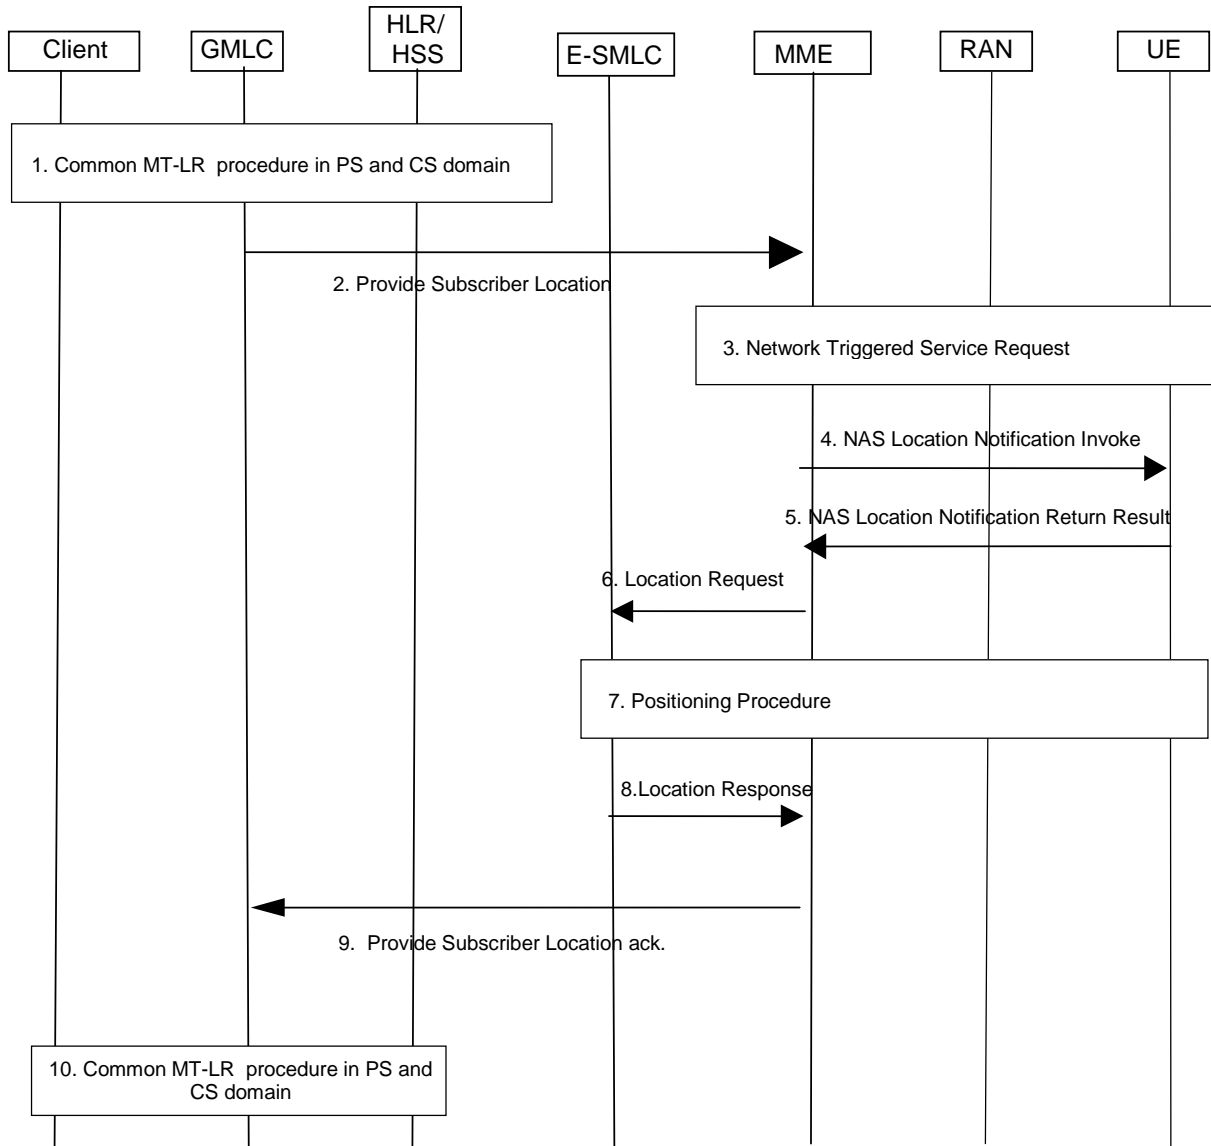 Client
GMLC
HLR/
HSS
E-SMLC
MME
RAN
UE
1. Common MT-LR procedure in PS and CS domain
2. Provide Subscriber Location
3. Network Triggered Service Request
4. NAS Location Notification Invoke
5. NAS Location Notification Return Result
6. Location Request
7. Positioning Procedure
8.Location Response
9. Provide Subscriber Location ack.
10. Common MT-LR procedure in PS and
CS domain